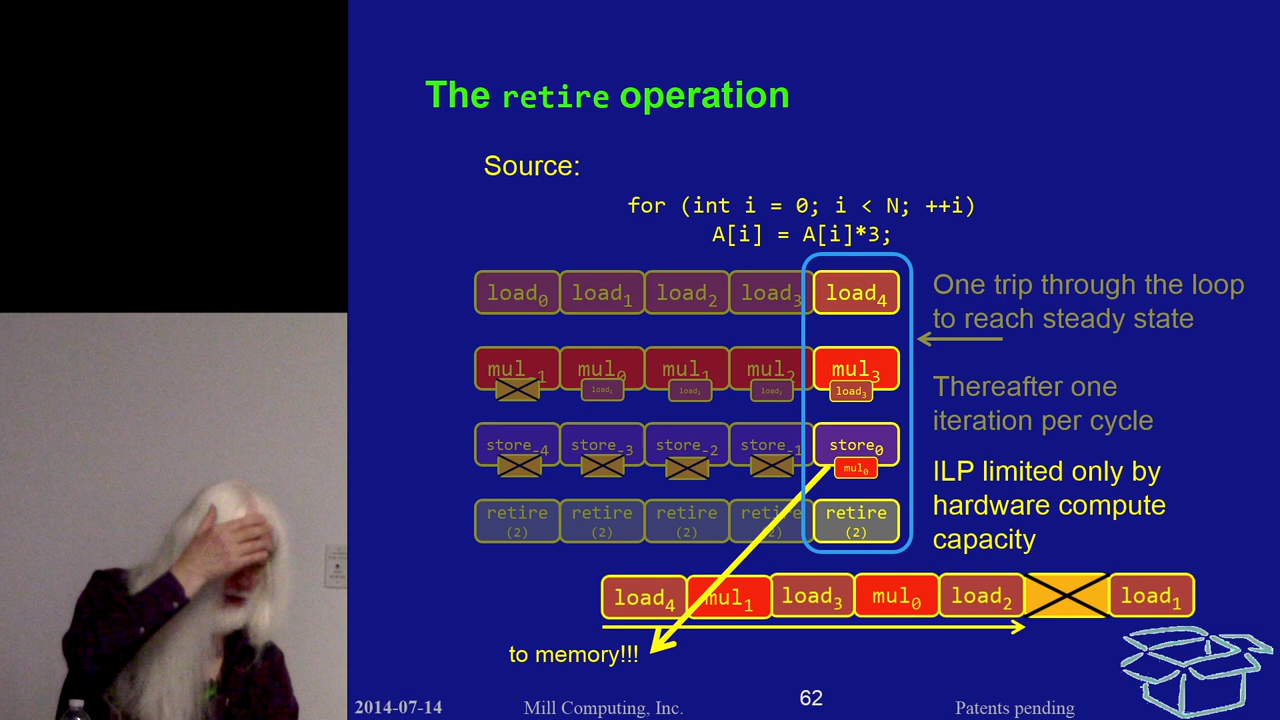 The retire operation
Source:
for (int i = 0; i < N; ++i)
A[i] = A[i]*3;
load0 load1 load2 load3 load4
One trip through the loop
to reach steady state
mul-1 mul0 mul1 mul2 mul3
load3
Thereafter one
iteration per cycle
store-4 store-3 store-2 store-1 store0
mul0
ILP limited only by
hardware compute
capacity
retire retire retire retire retire
(2) (2) (2) (2) (2)
load4 mul1 load3 mul0 load2 load1
to memory!!!
2014-07-14 Mill Computing, Inc. 62 Patents pending